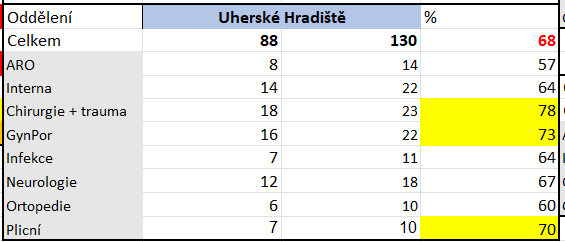 Oddělení Uherské Hradiště %
Celkem 88 130 68
ARO 8 14 57
Interna 14 22 64
Chirurgie + trauma 18 23 78
GynPor 16 22 73
Infekce 7 11 64
Neurologie 12 18 67
Ortopedie 6 10 60
Plicní 7 10 70